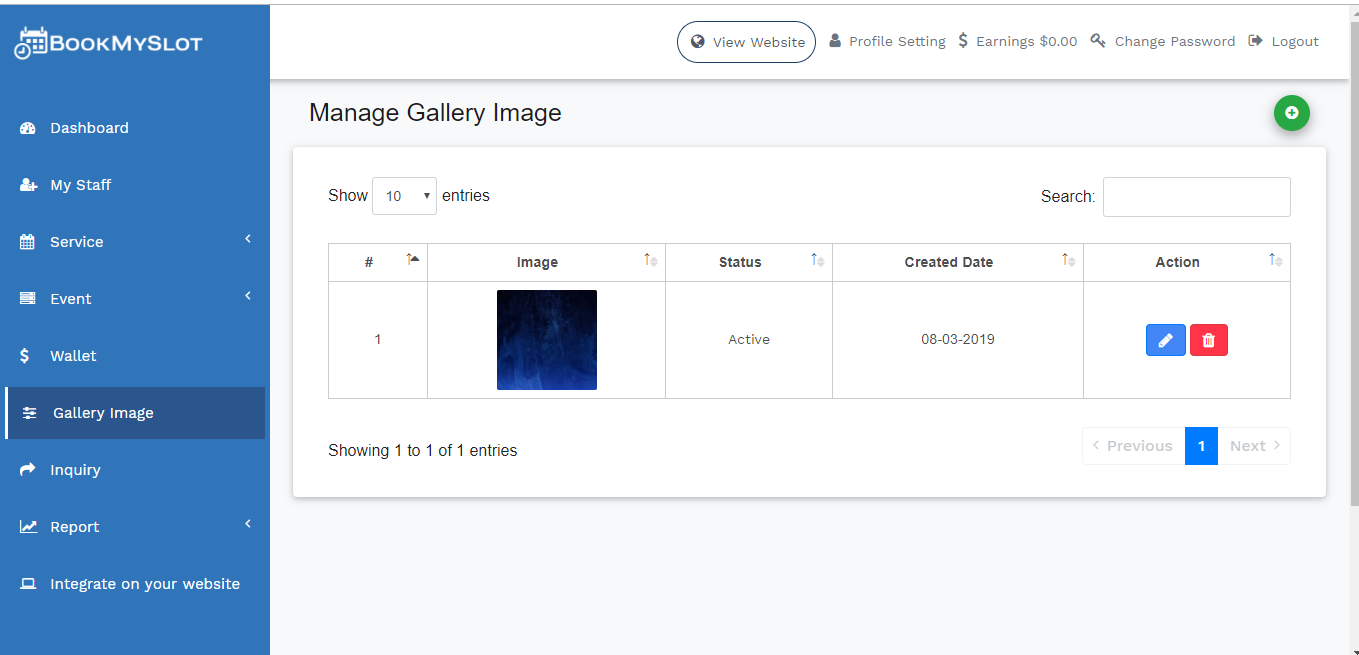 BOOKMYSLOT
View Website Profile Setting $ Earnings $0.00 Change Password Logout
Dashboard
My Staff
Service
Event
$ Wallet
Gallery Image
Inquiry
Report
Integrate on your website
Manage Gallery Image
Show 10 entries Search:
# Image Status Created Date Action
1 Active 08-03-2019
Showing 1 to 1 of 1 entries
Previous 1 Next